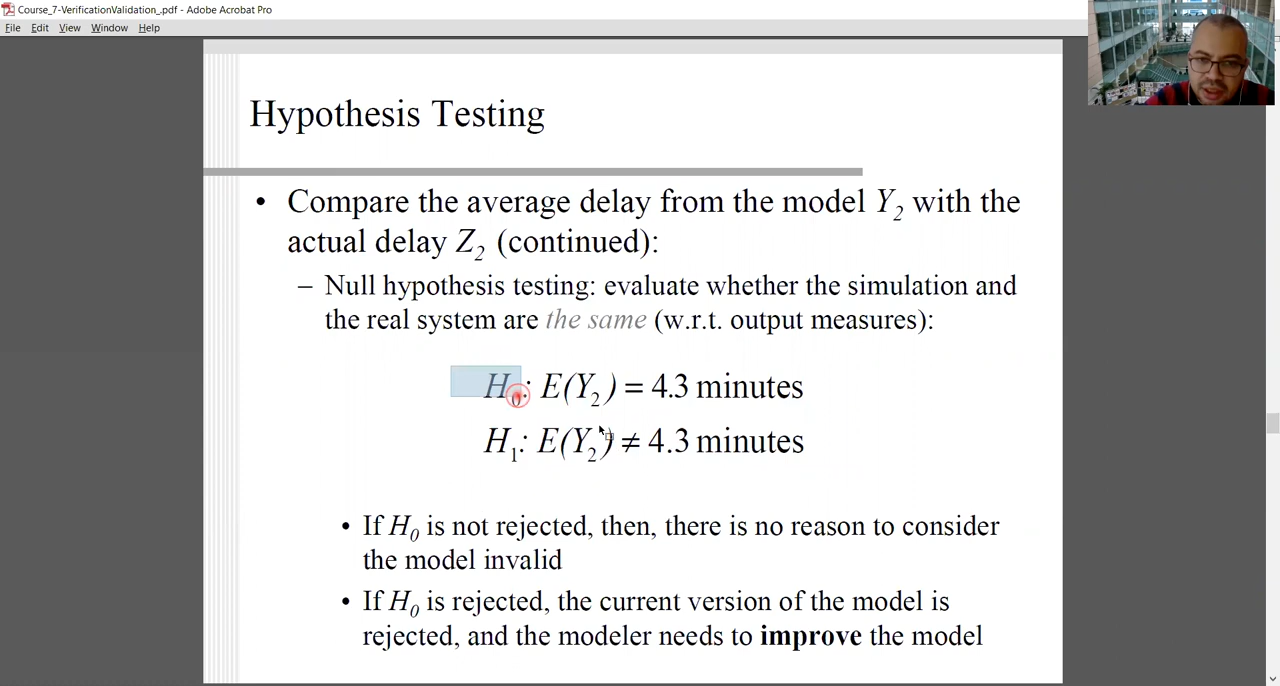 Course_7-VerificationValidation_.pdf - Adobe Acrobat Pro
File Edit View Window Help
Hypothesis Testing
• Compare the average delay from the model Y₂ with the
actual delay Z₂ (continued):
– Null hypothesis testing: evaluate whether the simulation and
the real system are the same (w.r.t. output measures):
H₀: E(Y₂) = 4.3 minutes
H₁: E(Y₂) ≠ 4.3 minutes
• If H₀ is not rejected, then, there is no reason to consider
the model invalid
• If H₀ is rejected, the current version of the model is
rejected, and the modeler needs to improve the model